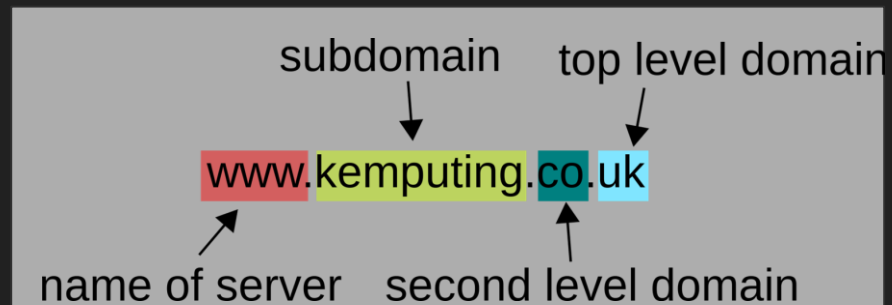 subdomain
top level domain
www.kemputing.co.uk
name of server
second level domain